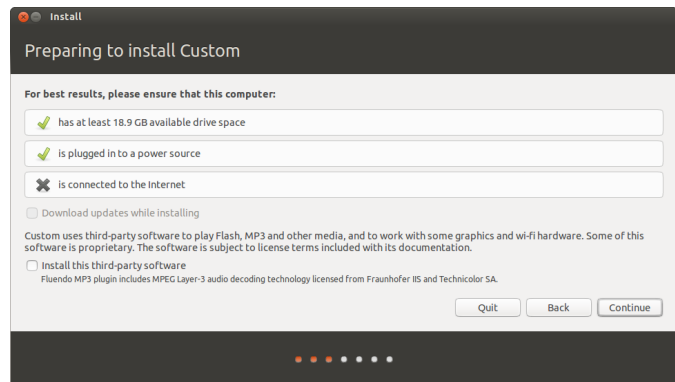 Install
Preparing to install Custom
For best results, please ensure that this computer:
has at least 18.9 GB available drive space
is plugged in to a power source
is connected to the Internet
Download updates while installing
Custom uses third-party software to play Flash, MP3 and other media, and to work with some graphics and wi-fi hardware. Some of this
software is proprietary. The software is subject to license terms included with its documentation.
Install this third-party software
Fluendo MP3 plugin includes MPEG Layer-3 audio decoding technology licensed from Fraunhofer IIS and Technicolor SA.
Quit Back Continue